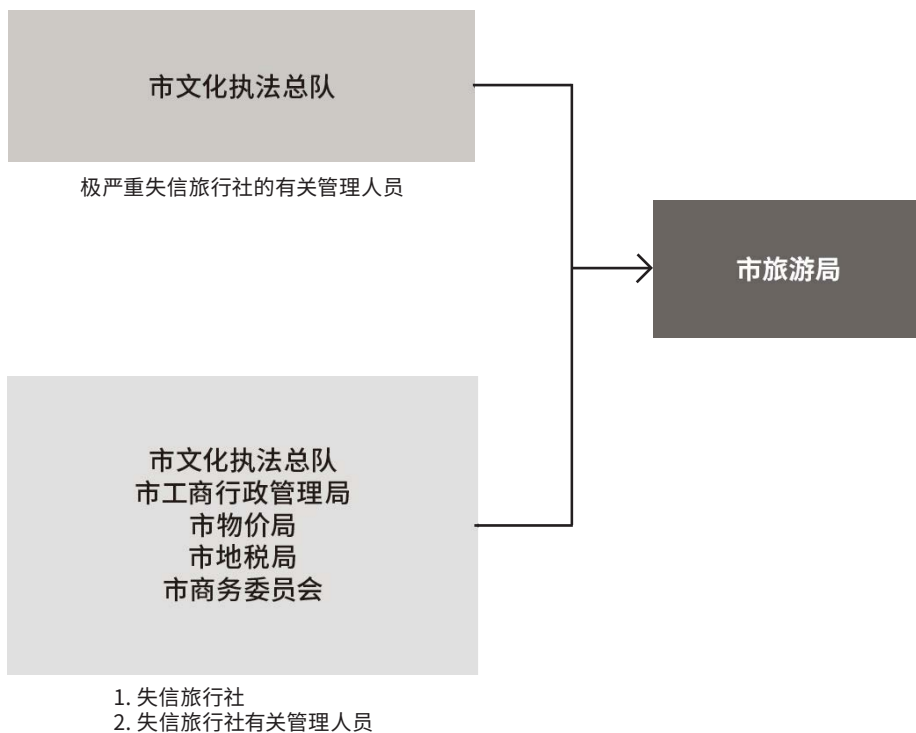 市文化执法总队
极严重失信旅行社的有关管理人员
市旅游局
市文化执法总队
市工商行政管理局
市物价局
市地税局
市商务委员会
1. 失信旅行社
2. 失信旅行社有关管理人员